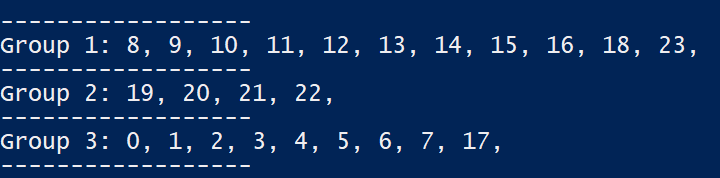 ------------------
Group 1: 8, 9, 10, 11, 12, 13, 14, 15, 16, 18, 23,
------------------
Group 2: 19, 20, 21, 22,
------------------
Group 3: 0, 1, 2, 3, 4, 5, 6, 7, 17,
------------------